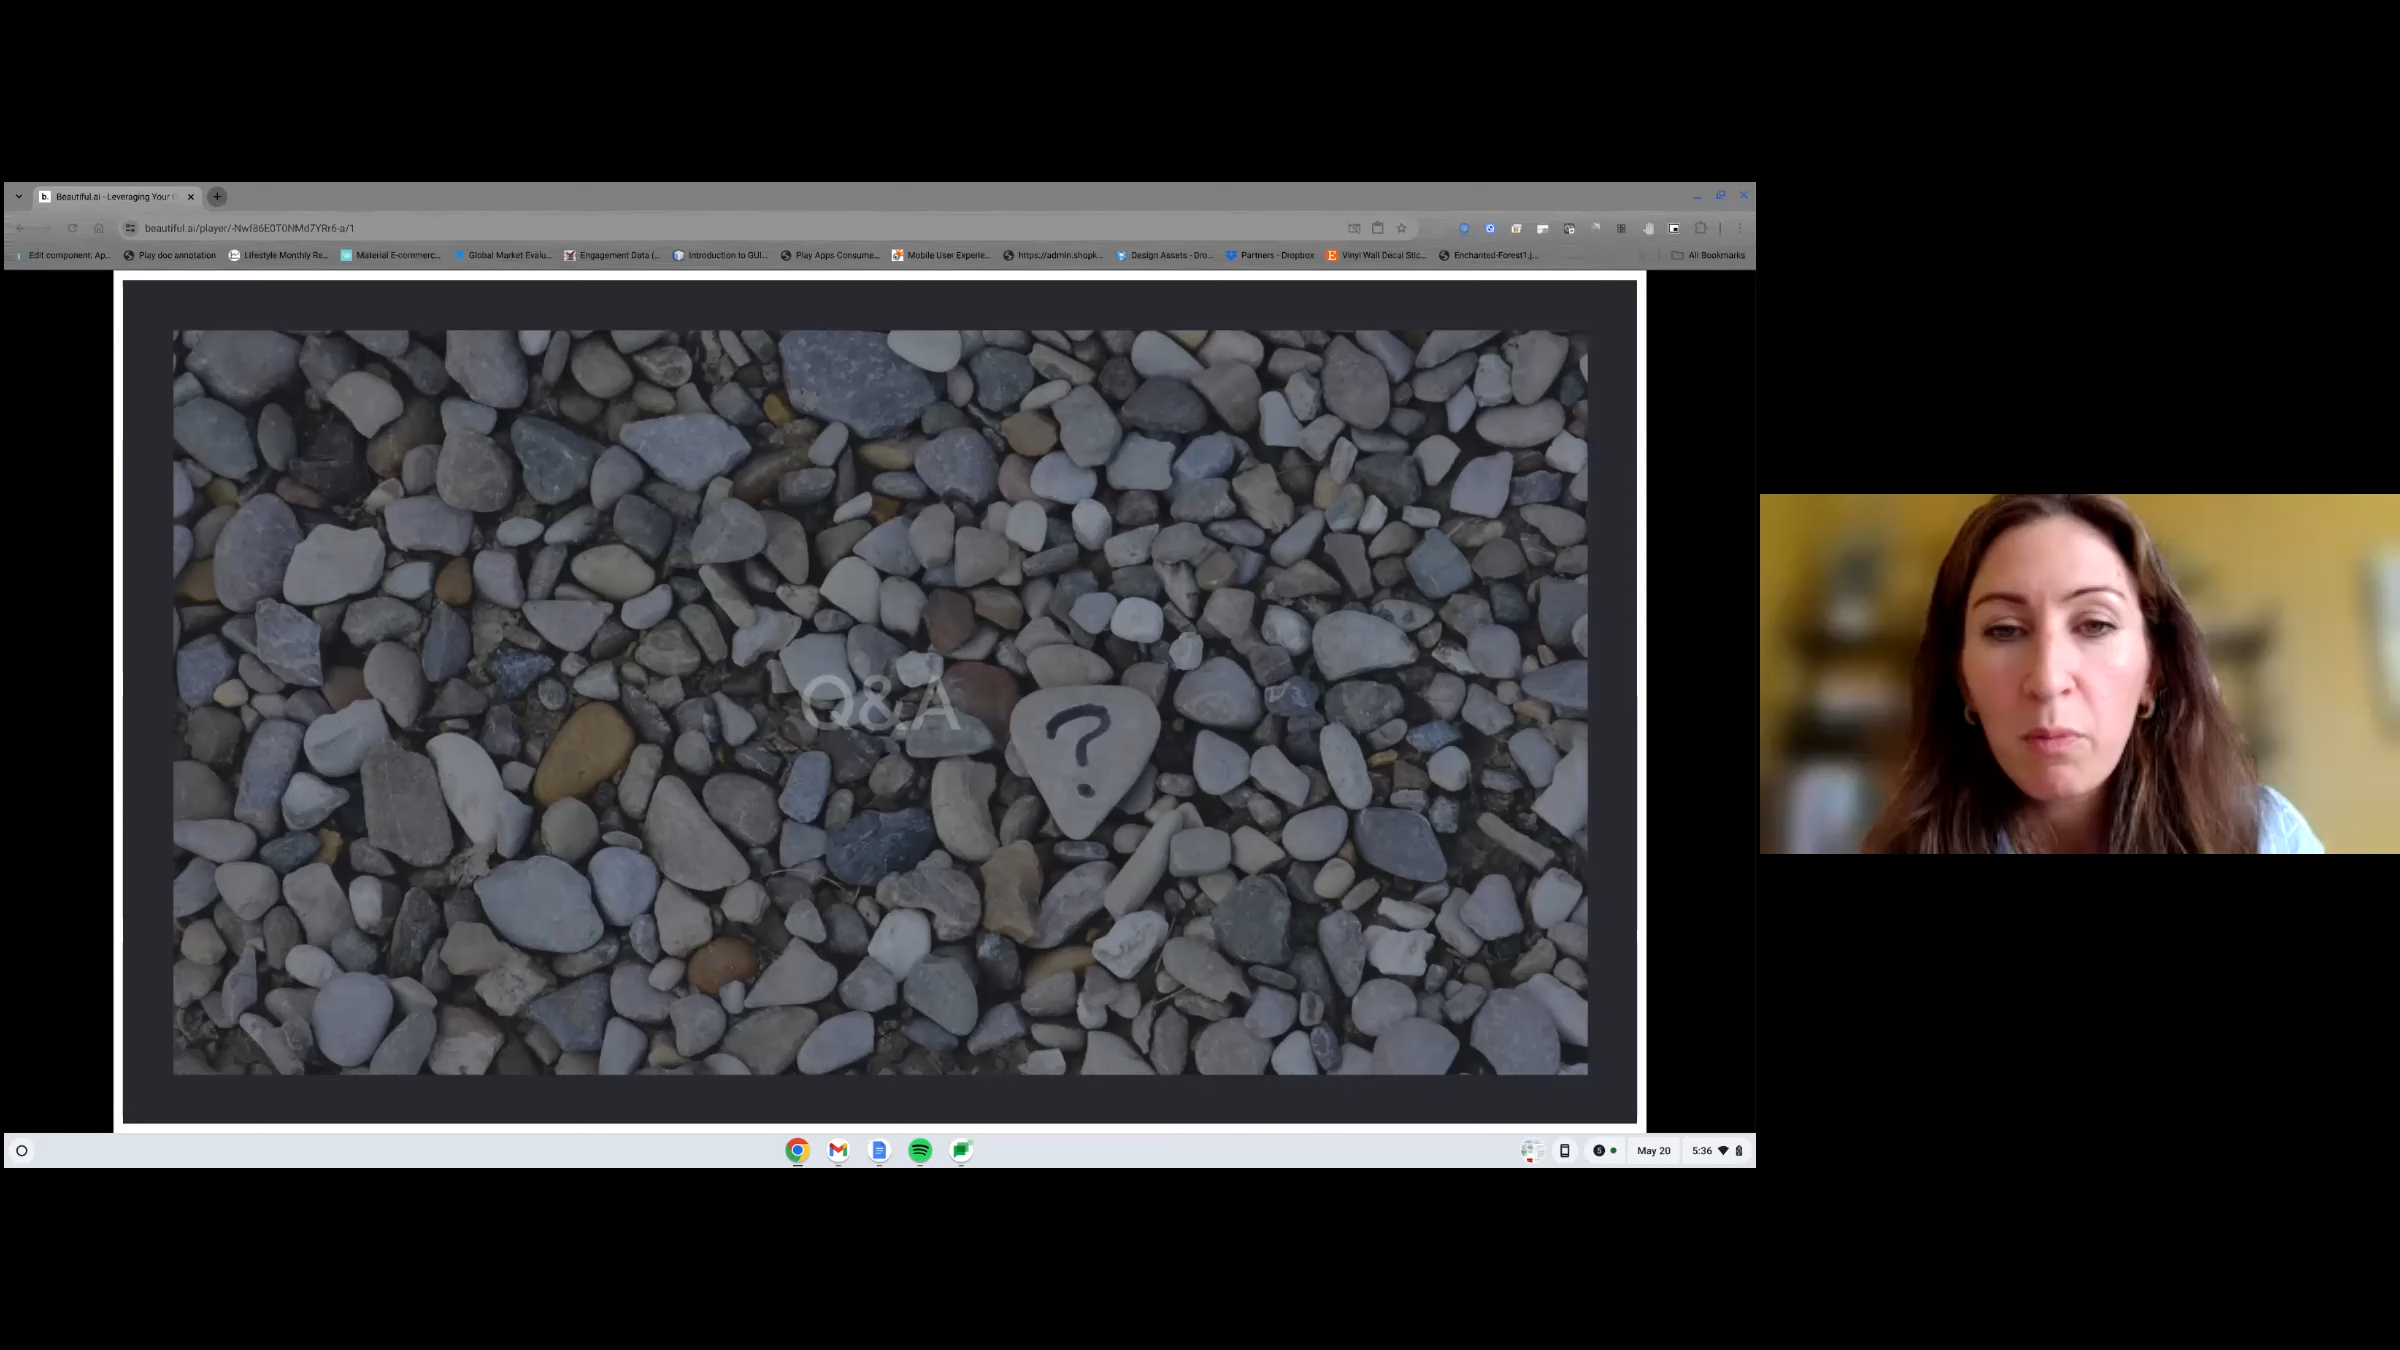 Beautiful.ai - Leveraging Your E
beautiful.ai/player/-Nwf86E0T0NMd7YRr6-a/1
Edit component: Ap... Play doc annotation Lifestyle Monthly Re... Material E-commerc... Global Market Evalu... Engagement Data (... Introduction to GUI... Play Apps Consume... Mobile User Experie... https://admin.shopk... Design Assets - Dro... Partners - Dropbox Vinyl Wall Decal Stic... Enchanted-Forest1.j... All Bookmarks
Q&A
?
May 20 5:36